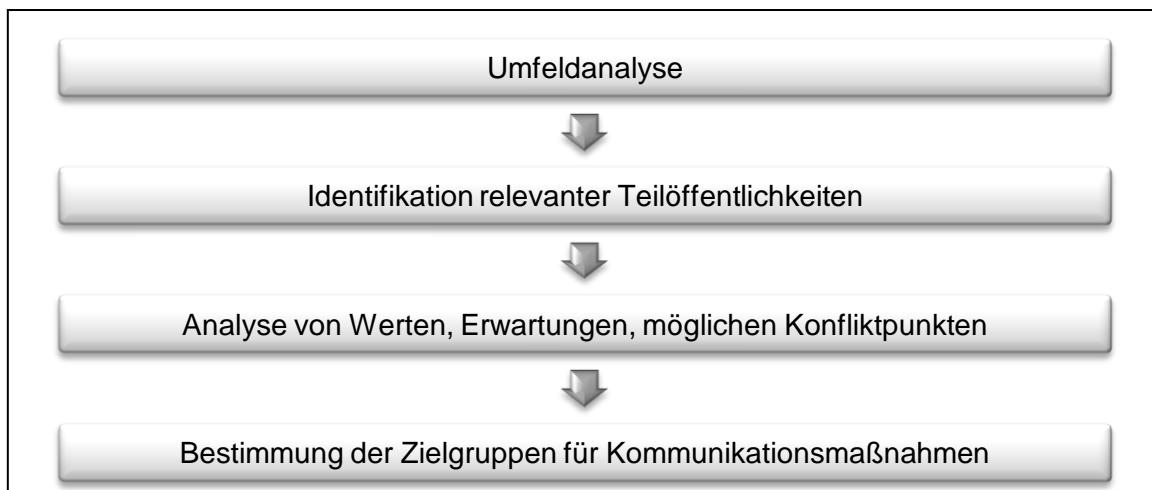 Umfeldanalyse
Identifikation relevanter Teilöffentlichkeiten
Analyse von Werten, Erwartungen, möglichen Konfliktpunkten
Bestimmung der Zielgruppen für Kommunikationsmaßnahmen